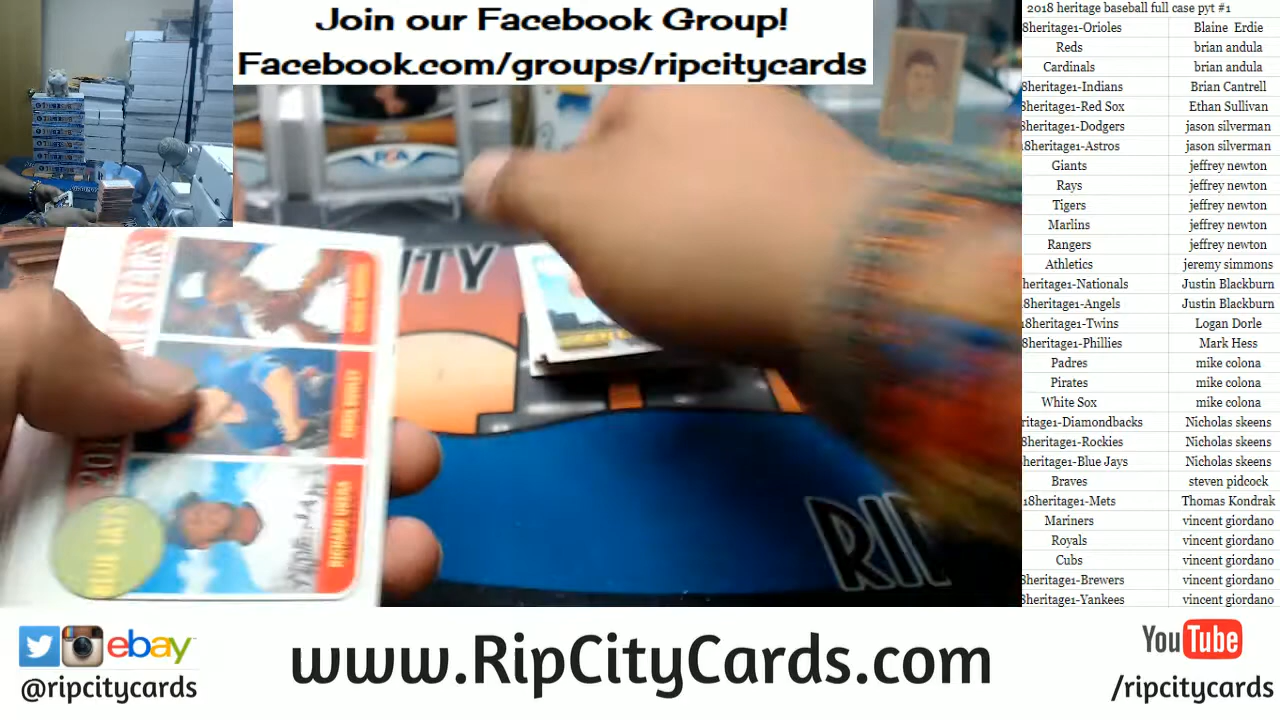 Join our Facebook Group!
Facebook.com/groups/ripcitycards
2018 heritage baseball full case pyt #1
8heritage1-Orioles Blaine Erdie
Reds brian andula
Cardinals brian andula
8heritage1-Indians Brian Cantrell
8heritage1-Red Sox Ethan Sullivan
8heritage1-Dodgers jason silverman
8heritage1-Astros jason silverman
Giants jeffrey newton
Rays jeffrey newton
Tigers jeffrey newton
Marlins jeffrey newton
Rangers jeffrey newton
Athletics jeremy simmons
heritage1-Nationals Justin Blackburn
8heritage1-Angels Justin Blackburn
8heritage1-Twins Logan Dorle
8heritage1-Phillies Mark Hess
Padres mike colona
Pirates mike colona
White Sox mike colona
ritage1-Diamondbacks Nicholas skeens
8heritage1-Rockies Nicholas skeens
heritage1-Blue Jays Nicholas skeens
Braves steven pidcock
18heritage1-Mets Thomas Kondrak
Mariners vincent giordano
Royals vincent giordano
Cubs vincent giordano
8heritage1-Brewers vincent giordano
8heritage1-Yankees vincent giordano
ITY
BLUE JAYS
RICHARD URENA
RIP
ebay
@ripcitycards
www.RipCityCards.com
YouTube
/ripcitycards